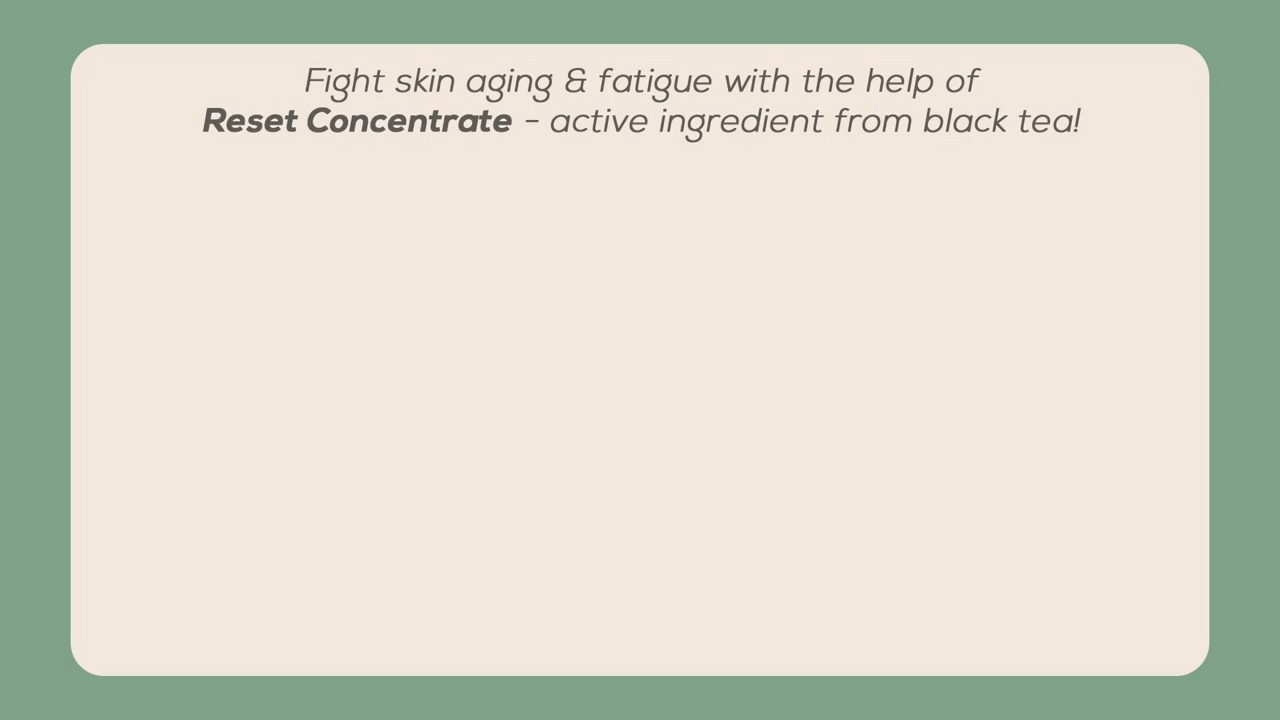 Fight skin aging & fatigue with the help of
Reset Concentrate - active ingredient from black tea!